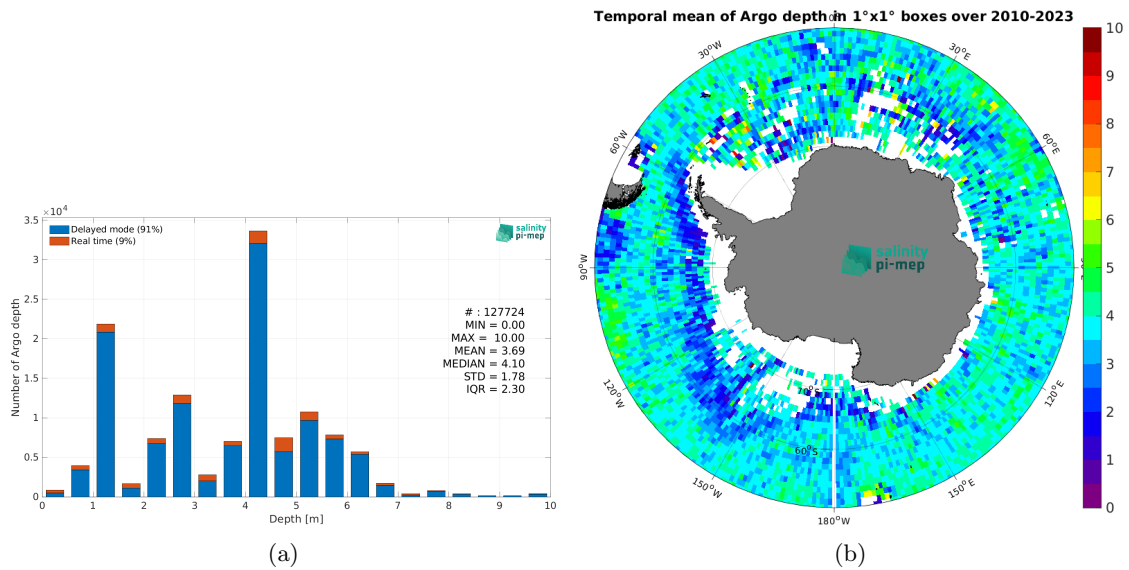 Temporal mean of Argo depth in 1°x1° boxes over 2010-2023
×10⁴
3.5
3
2.5
2
1.5
1
0.5
0
Number of Argo depth
Delayed mode (91%)
Real time (9%)
salinity
pi-mep
# : 127724
MIN = 0.00
MAX = 10.00
MEAN = 3.69
MEDIAN = 4.10
STD = 1.78
IQR = 2.30
0 1 2 3 4 5 6 7 8 9 10
Depth [m]
(a)
30°W
30°E
60°W
60°E
90°W
120°W
120°E
150°W
150°E
180°W
70°S
60°S
salinity
pi-mep
10
9
8
7
6
5
4
3
2
1
0
(b)